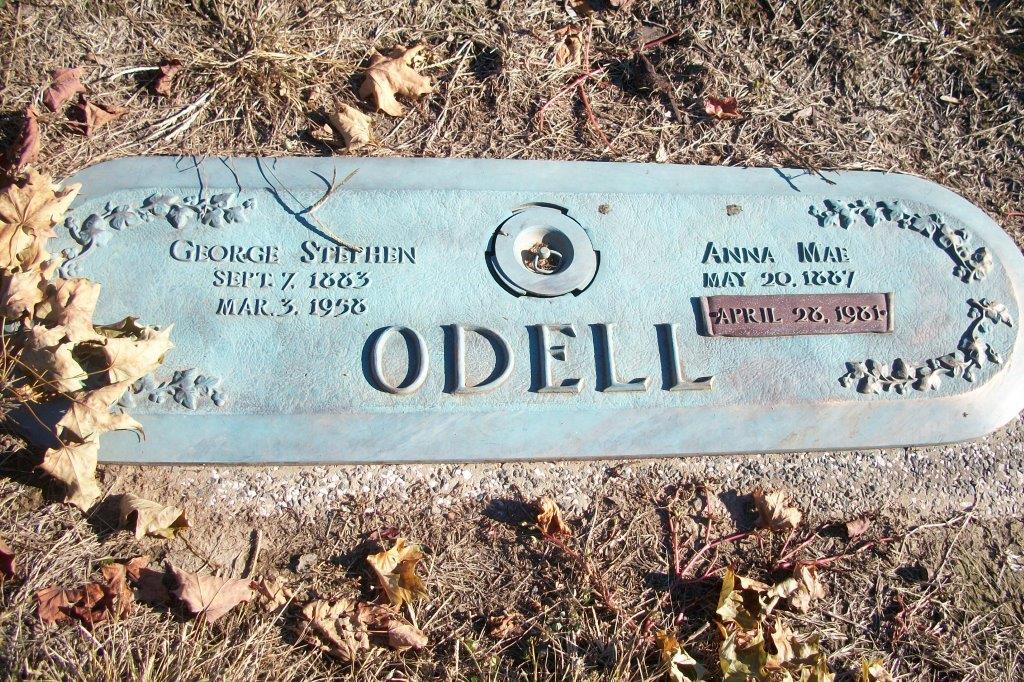 GEORGE STEPHEN
SEPT. 7, 1883
MAR. 3, 1958
ANNA MAE
MAY 20, 1887
APRIL 28, 1981
ODELL